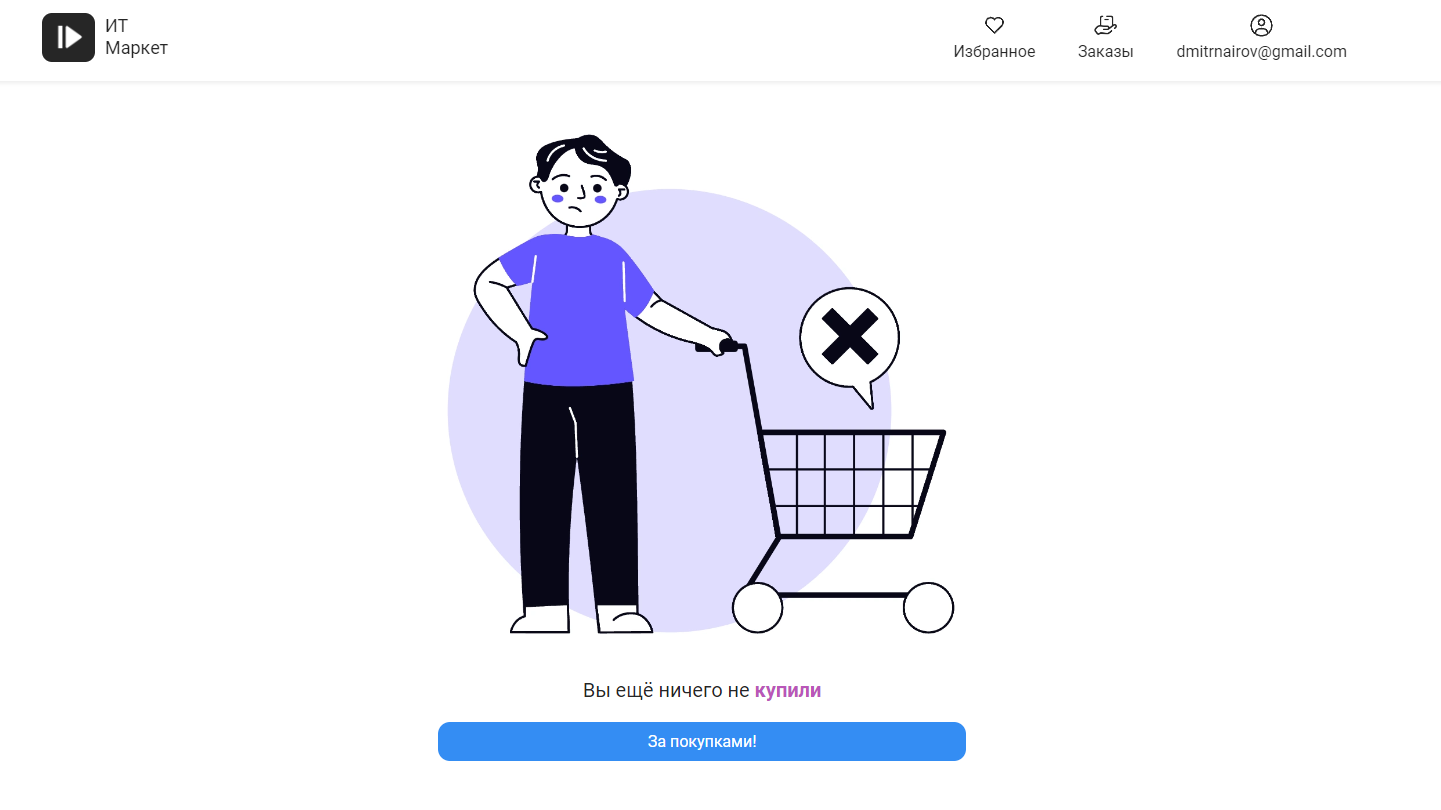 ИТ
Маркет
Избранное
Заказы
dmitrnairov@gmail.com
Вы ещё ничего не купили
За покупками!